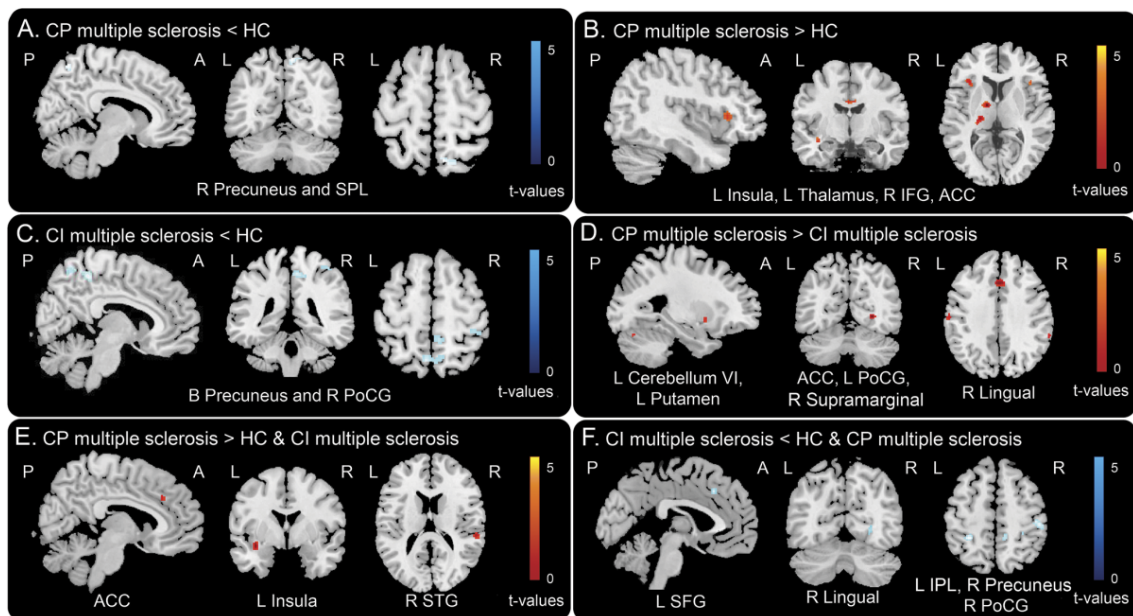 A. CP multiple sclerosis < HC
P A L R L R
5
0
t-values
R Precuneus and SPL
B. CP multiple sclerosis > HC
P A L R L R
5
0
t-values
L Insula, L Thalamus, R IFG, ACC
C. CI multiple sclerosis < HC
P A L R L R
5
0
t-values
B Precuneus and R PoCG
D. CP multiple sclerosis > CI multiple sclerosis
P A L R L R
5
0
t-values
L Cerebellum VI,
L Putamen
ACC, L PoCG,
R Supramarginal
R Lingual
E. CP multiple sclerosis > HC & CI multiple sclerosis
P A L R L R
5
0
t-values
ACC
L Insula
R STG
F. CI multiple sclerosis < HC & CP multiple sclerosis
P A L R L R
5
0
t-values
L SFG
R Lingual
L IPL, R Precuneus
R PoCG